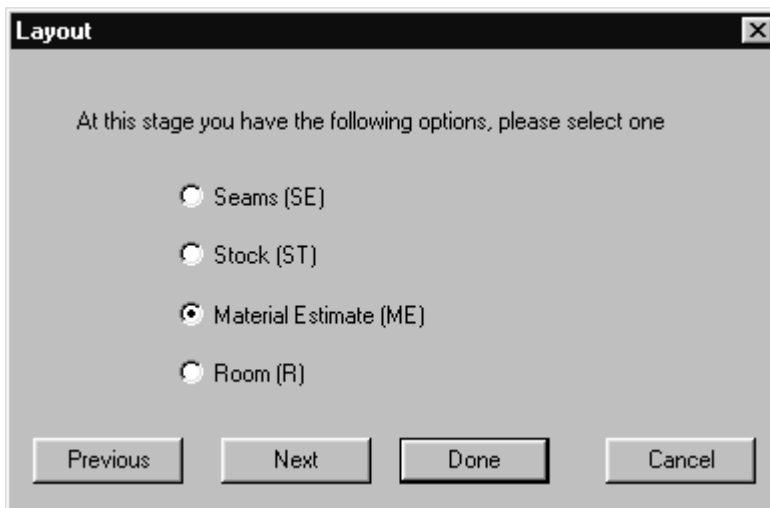 Layout
At this stage you have the following options, please select one
Seams (SE)
Stock (ST)
Material Estimate (ME)
Room (R)
Previous Next Done Cancel